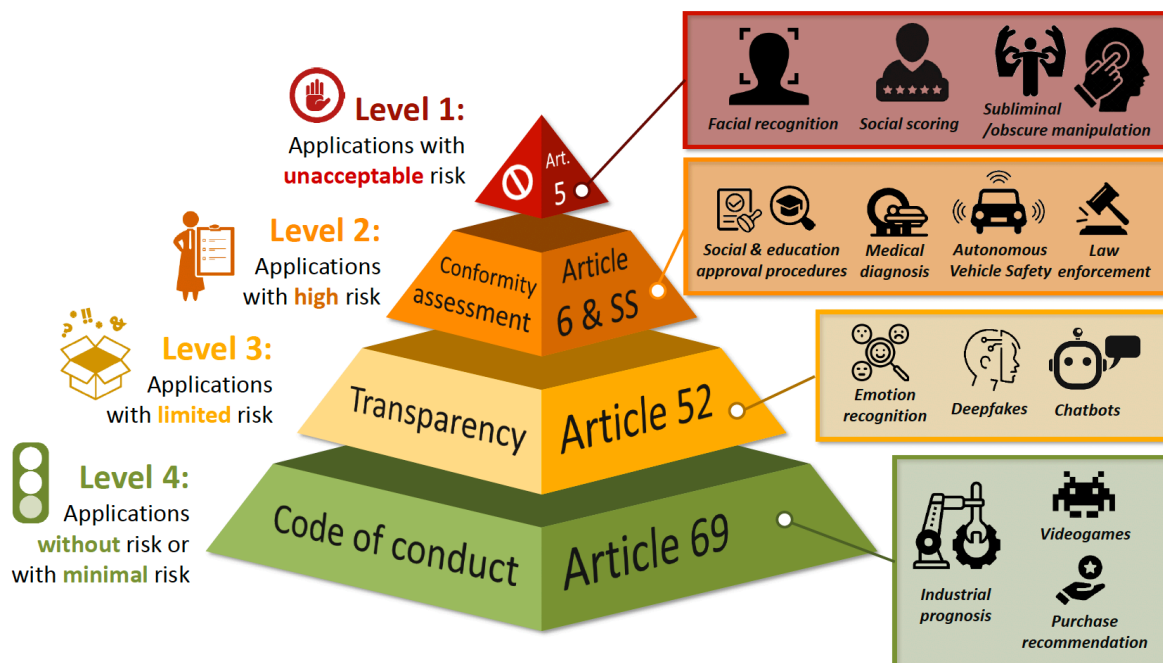 Level 1:
Applications with
unacceptable risk
Art.
5
Facial recognition
Social scoring
Subliminal
/obscure manipulation
Level 2:
Applications
with high risk
Conformity
assessment
Article
6 & SS
Social & education
approval procedures
Medical
diagnosis
Autonomous
Vehicle Safety
Law
enforcement
?*!!*&
Level 3:
Applications
with limited risk
Transparency
Article 52
Emotion
recognition
Deepfakes
Chatbots
Level 4:
Applications
without risk or
with minimal risk
Code of conduct
Article 69
Industrial
prognosis
Videogames
Purchase
recommendation